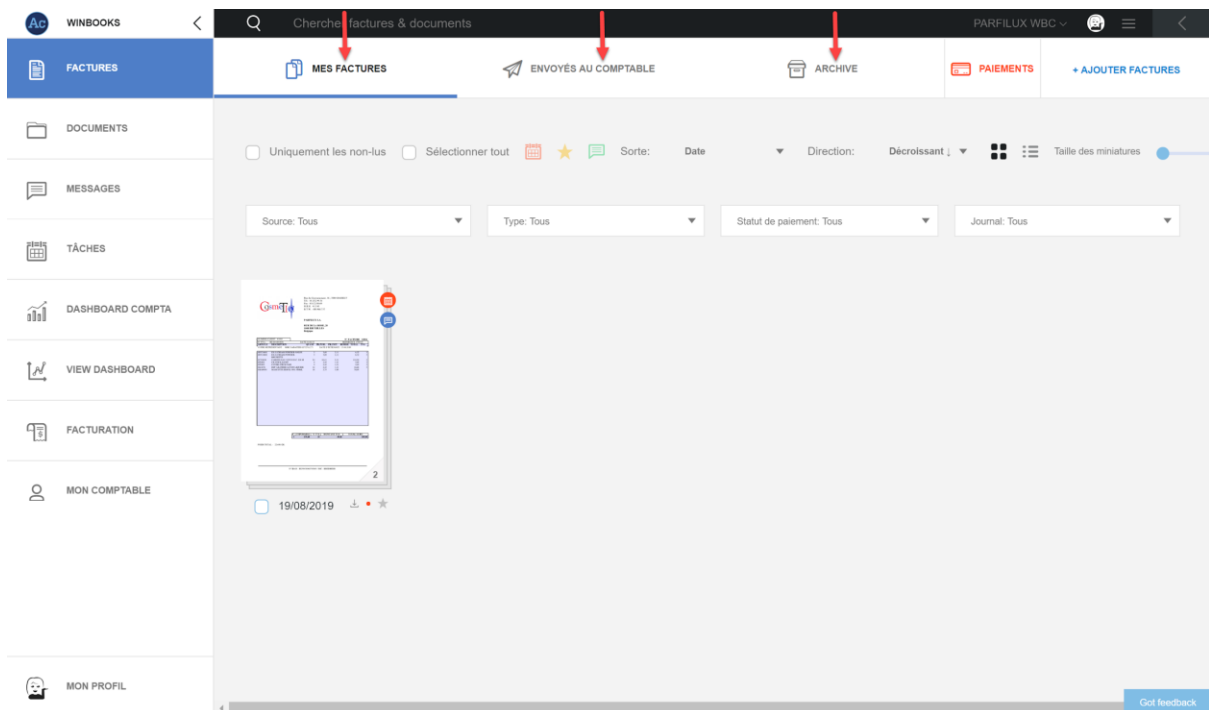 Ac WINBOOKS
Chercher factures & documents
PARFILUX WBC
FACTURES
MES FACTURES
ENVOYÉS AU COMPTABLE
ARCHIVE
PAIEMENTS
+ AJOUTER FACTURES
DOCUMENTS
MESSAGES
TÂCHES
DASHBOARD COMPTA
VIEW DASHBOARD
FACTURATION
MON COMPTABLE
MON PROFIL
Uniquement les non-lus
Sélectionner tout
Sorte: Date
Direction: Décroissant ↓
Taille des miniatures
Source: Tous
Type: Tous
Statut de paiement: Tous
Journal: Tous
2
19/08/2019
Got feedback